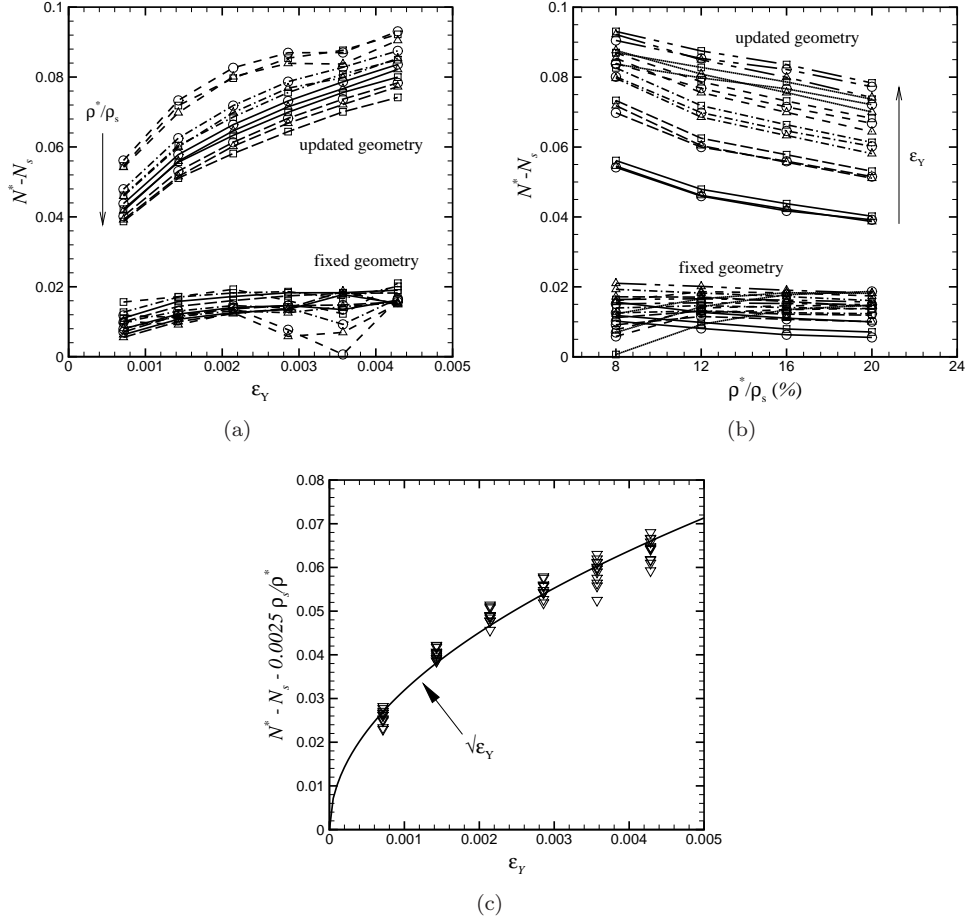 0.1
0.08
0.06
0.04
0.02
0
N*-Nₛ
ρ*/ρₛ
updated geometry
fixed geometry
0 0.001 0.002 0.003 0.004 0.005
ε_Y
(a)
0.1
0.08
0.06
0.04
0.02
0
N*-Nₛ
updated geometry
ε_Y
fixed geometry
8 12 16 20 24
ρ*/ρₛ (%)
(b)
0.08
0.07
0.06
0.05
0.04
0.03
0.02
0.01
0
N* - Nₛ - 0.0025 ρₛ/ρ*
√ε_Y
0 0.001 0.002 0.003 0.004 0.005
ε_Y
(c)